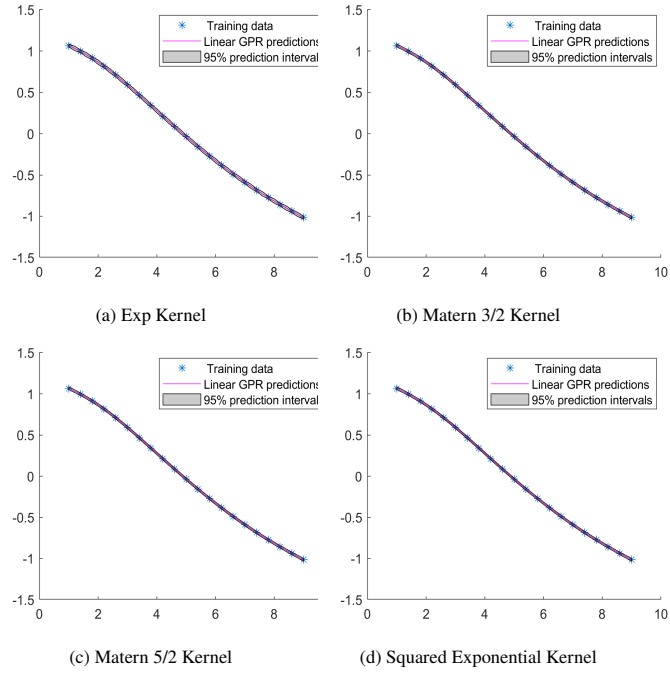 1.5
1
0.5
0
-0.5
-1
-1.5
0 2 4 6 8
Training data
Linear GPR predictions
95% prediction intervals
(a) Exp Kernel
1.5
1
0.5
0
-0.5
-1
-1.5
0 2 4 6 8 10
Training data
Linear GPR predictions
95% prediction intervals
(b) Matern 3/2 Kernel
1.5
1
0.5
0
-0.5
-1
-1.5
0 2 4 6 8
Training data
Linear GPR predictions
95% prediction intervals
(c) Matern 5/2 Kernel
1.5
1
0.5
0
-0.5
-1
-1.5
0 2 4 6 8 10
Training data
Linear GPR predictions
95% prediction intervals
(d) Squared Exponential Kernel